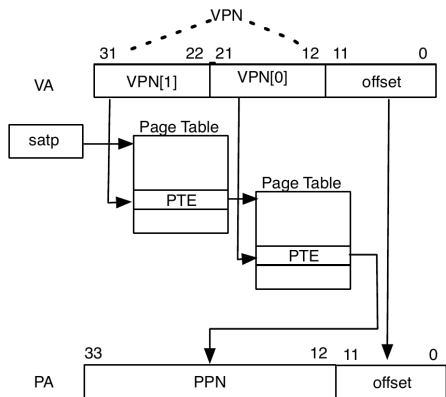 VPN
31 22 21 12 11 0
VA VPN[1] VPN[0] offset
satp
Page Table
PTE
Page Table
PTE
33 12 11 0
PA PPN offset